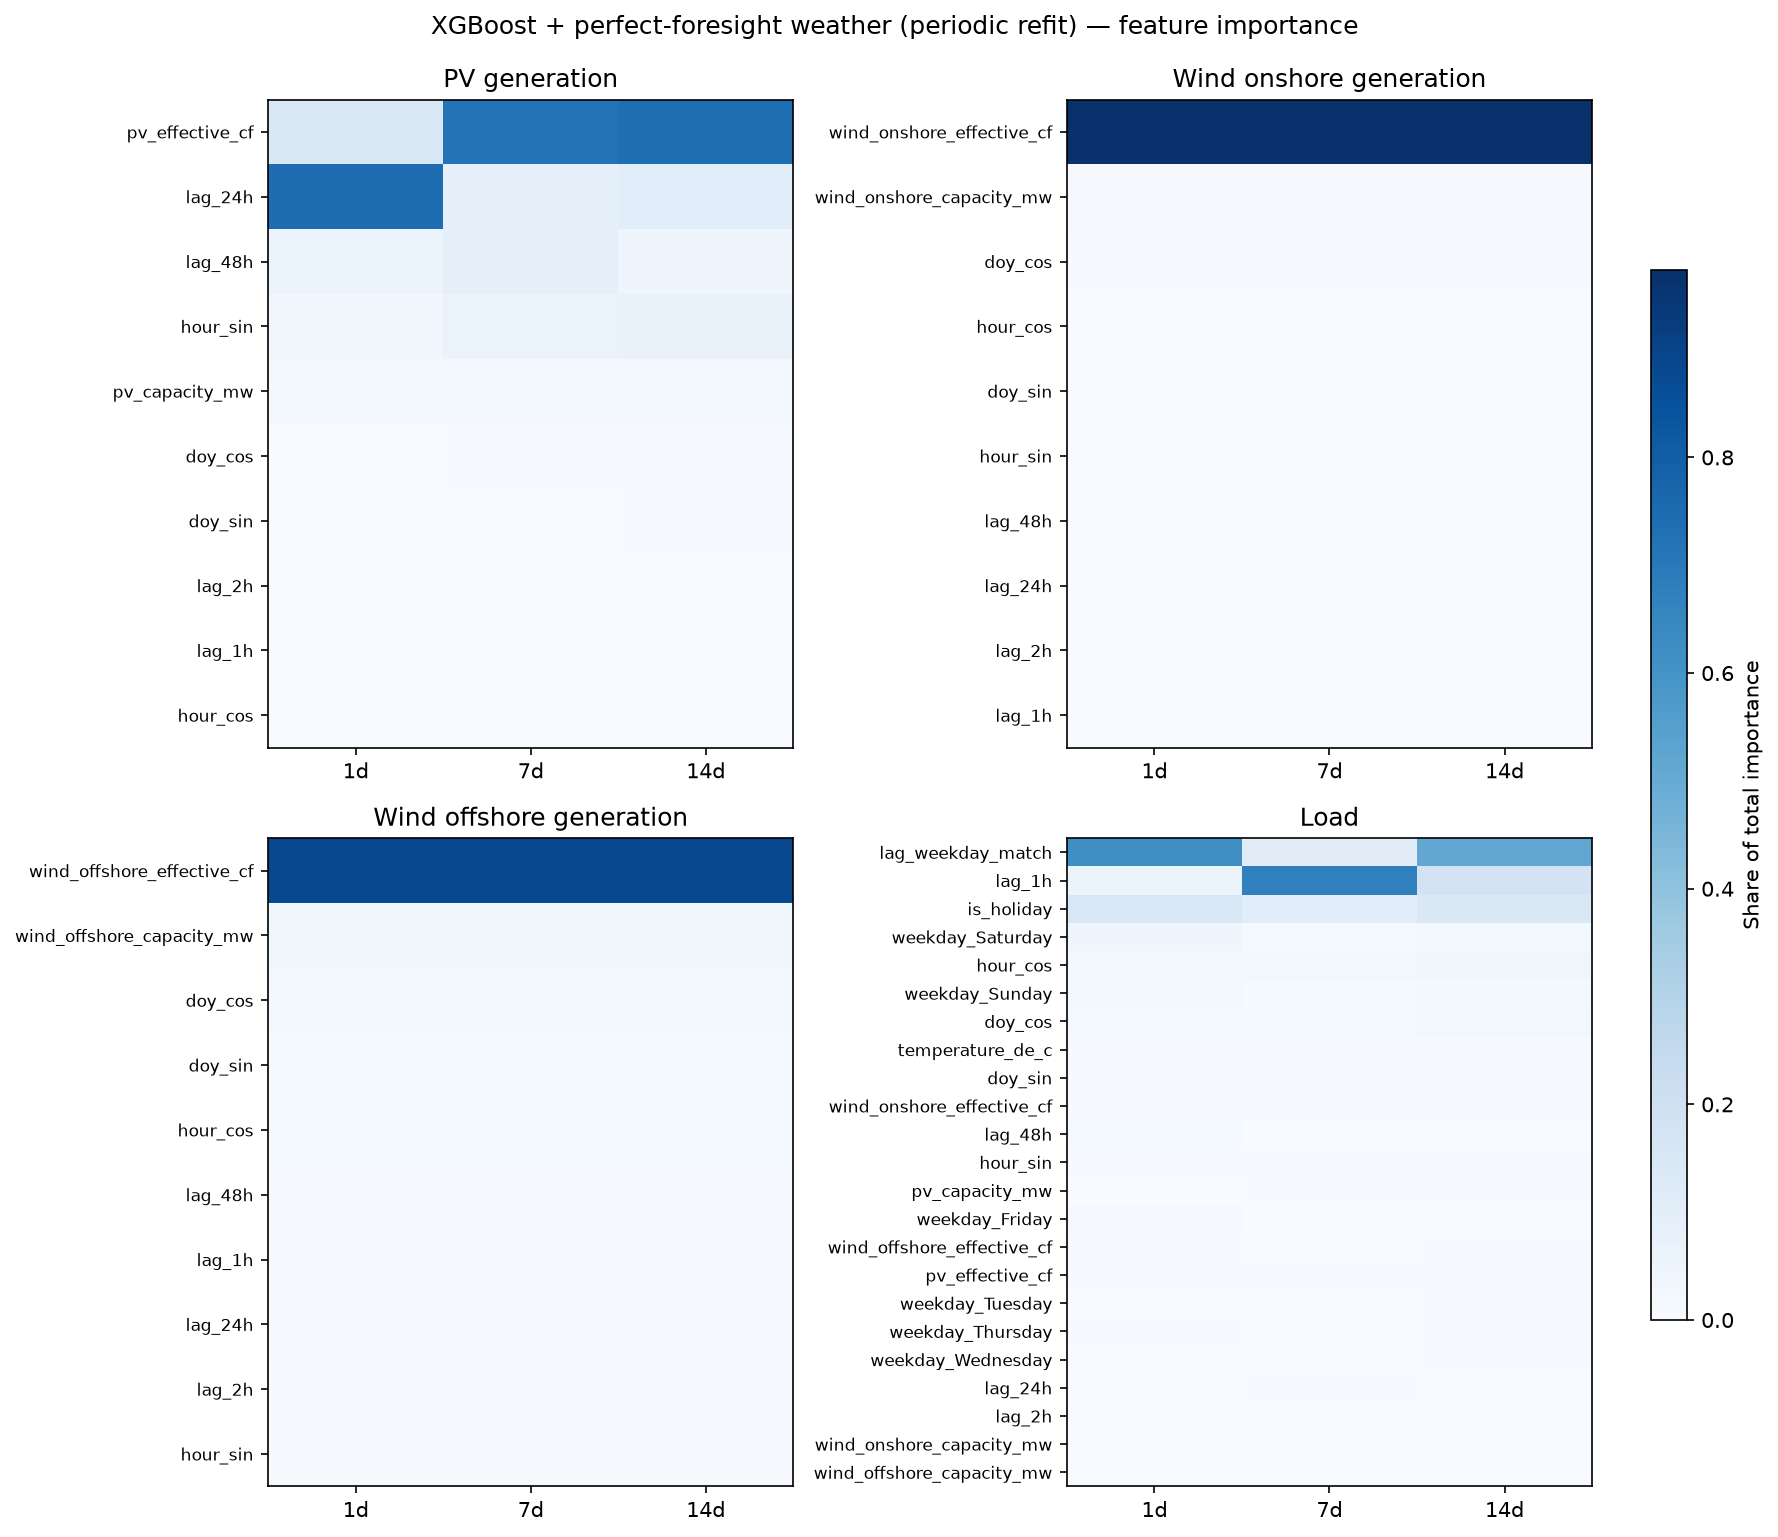 XGBoost + perfect-foresight weather (periodic refit) — feature importance
PV generation
pv_effective_cf
lag_24h
lag_48h
hour_sin
pv_capacity_mw
doy_cos
doy_sin
lag_2h
lag_1h
hour_cos
1d
7d
14d
Wind onshore generation
wind_onshore_effective_cf
wind_onshore_capacity_mw
doy_cos
hour_cos
doy_sin
hour_sin
lag_48h
lag_24h
lag_2h
lag_1h
1d
7d
14d
Wind offshore generation
wind_offshore_effective_cf
wind_offshore_capacity_mw
doy_cos
doy_sin
hour_cos
lag_48h
lag_1h
lag_24h
lag_2h
hour_sin
1d
7d
14d
Load
lag_weekday_match
lag_1h
is_holiday
weekday_Saturday
hour_cos
weekday_Sunday
doy_cos
temperature_de_c
doy_sin
wind_onshore_effective_cf
lag_48h
hour_sin
pv_capacity_mw
weekday_Friday
wind_offshore_effective_cf
pv_effective_cf
weekday_Tuesday
weekday_Thursday
weekday_Wednesday
lag_24h
lag_2h
wind_onshore_capacity_mw
wind_offshore_capacity_mw
1d
7d
14d
0.8
0.6
0.4
0.2
0.0
Share of total importance